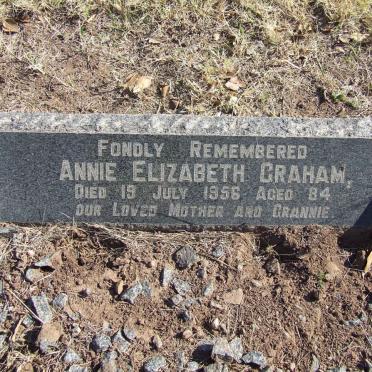 FONDLY REMEMBERED
ANNIE ELIZABETH GRAHAM,
DIED 19 JULY 1956 AGED 84
OUR LOVED MOTHER AND GRANNIE